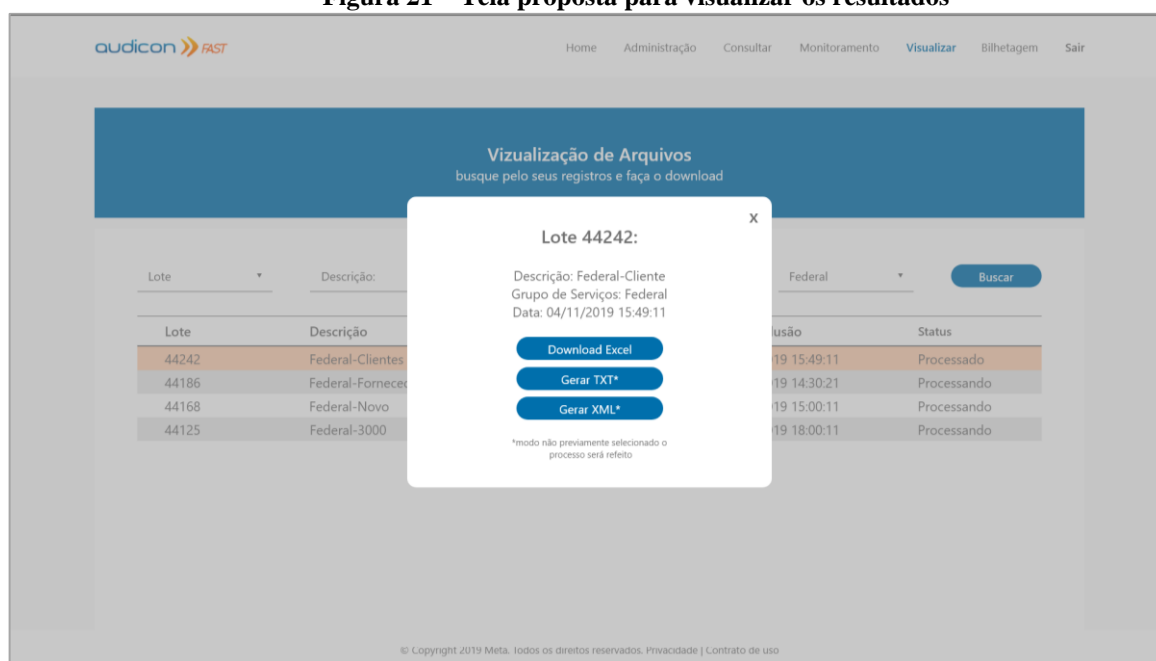 Figura 21 – Tela proposta para visualizar os resultados
audicon FAST
Home Administração Consultar Monitoramento Visualizar Bilhetagem Sair
Vizualização de Arquivos
busque pelo seus registros e faça o download
X
Lote 44242:
Descrição: Federal-Cliente
Grupo de Serviços: Federal
Data: 04/11/2019 15:49:11
Download Excel
Gerar TXT*
Gerar XML*
*modo não previamente selecionado o
processo será refeito
Lote Descrição: Federal Buscar
Lote Descrição lusão Status
44242 Federal-Clientes 19 15:49:11 Processado
44186 Federal-Fornecec 19 14:30:21 Processando
44168 Federal-Novo 19 15:00:11 Processando
44125 Federal-3000 19 18:00:11 Processando
© Copyright 2019 Meta. Todos os direitos reservados. Privacidade | Contrato de uso